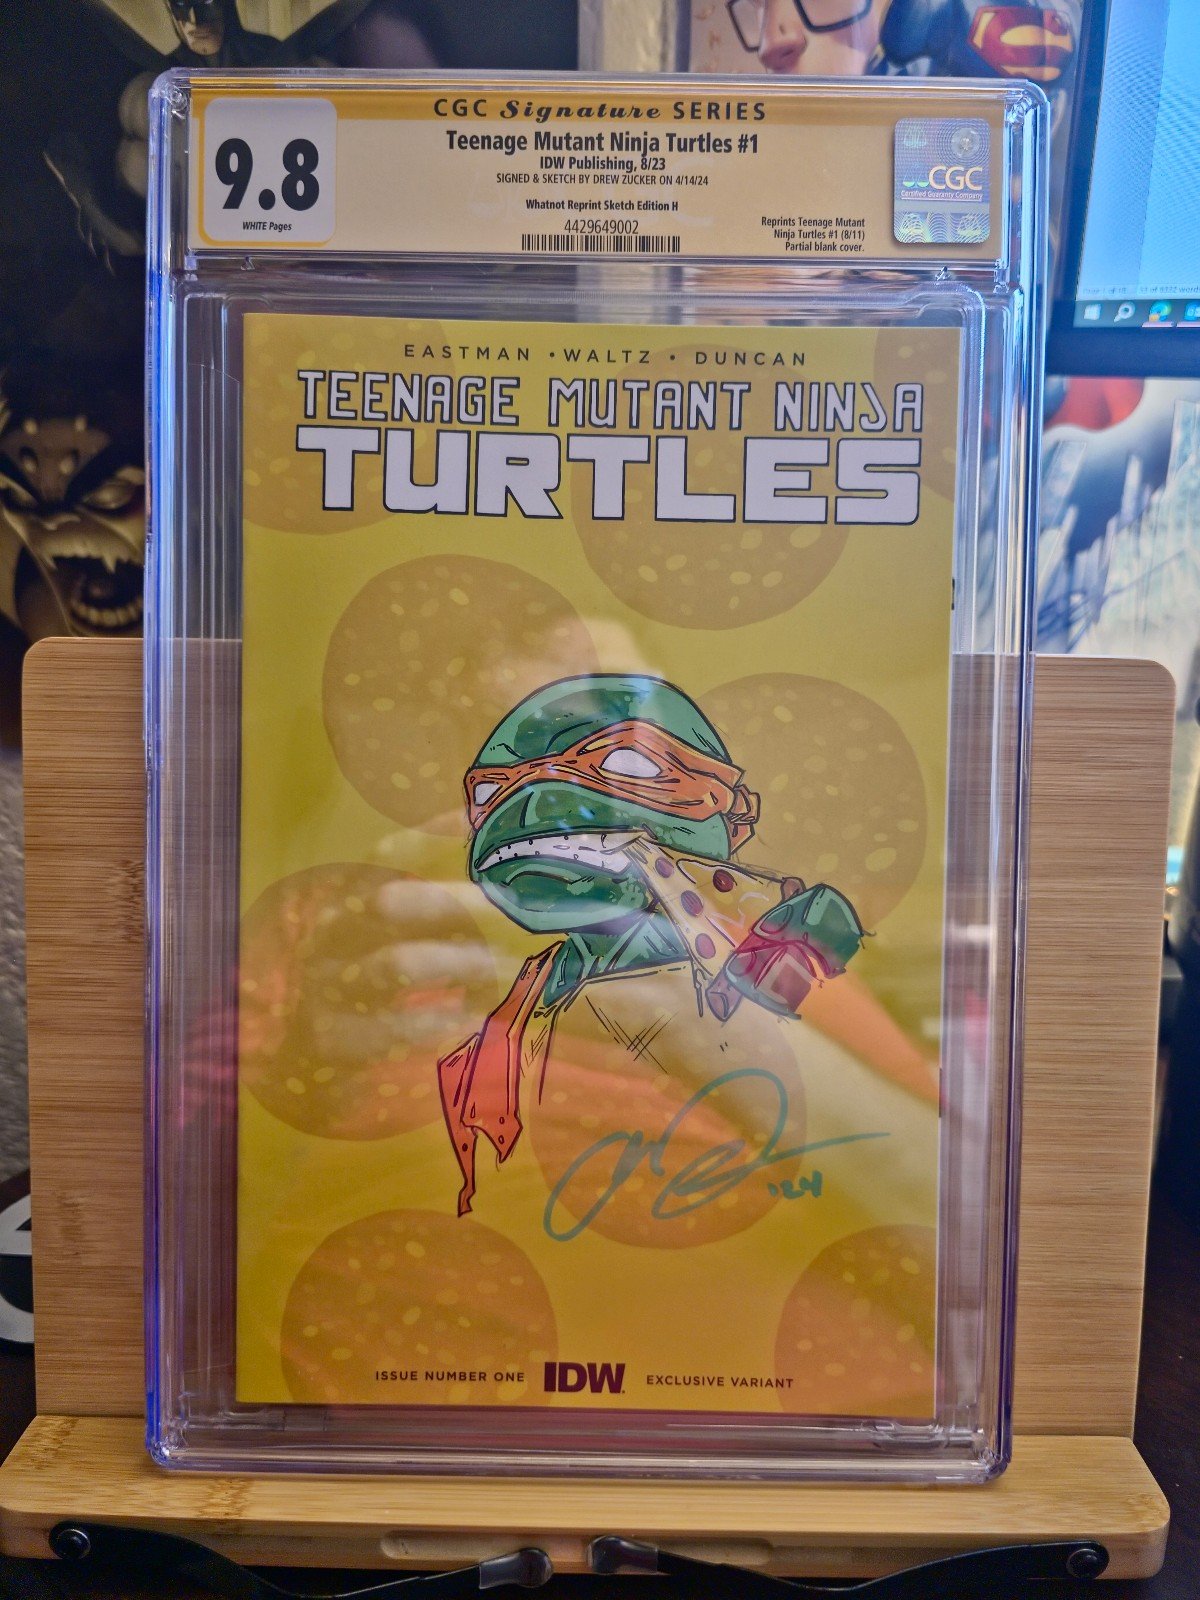 CGC Signature SERIES
9.8
WHITE Pages
Teenage Mutant Ninja Turtles #1
IDW Publishing, 8/23
SIGNED & SKETCH BY DREW ZUCKER ON 4/14/24
Whatnot Reprint Sketch Edition H
4429649002
Reprints Teenage Mutant
Ninja Turtles #1 (8/11)
Partial blank cover.
CGC
Certified Guaranty Company
EASTMAN • WALTZ • DUNCAN
TEENAGE MUTANT NINJA
TURTLES
'24
ISSUE NUMBER ONE IDW EXCLUSIVE VARIANT